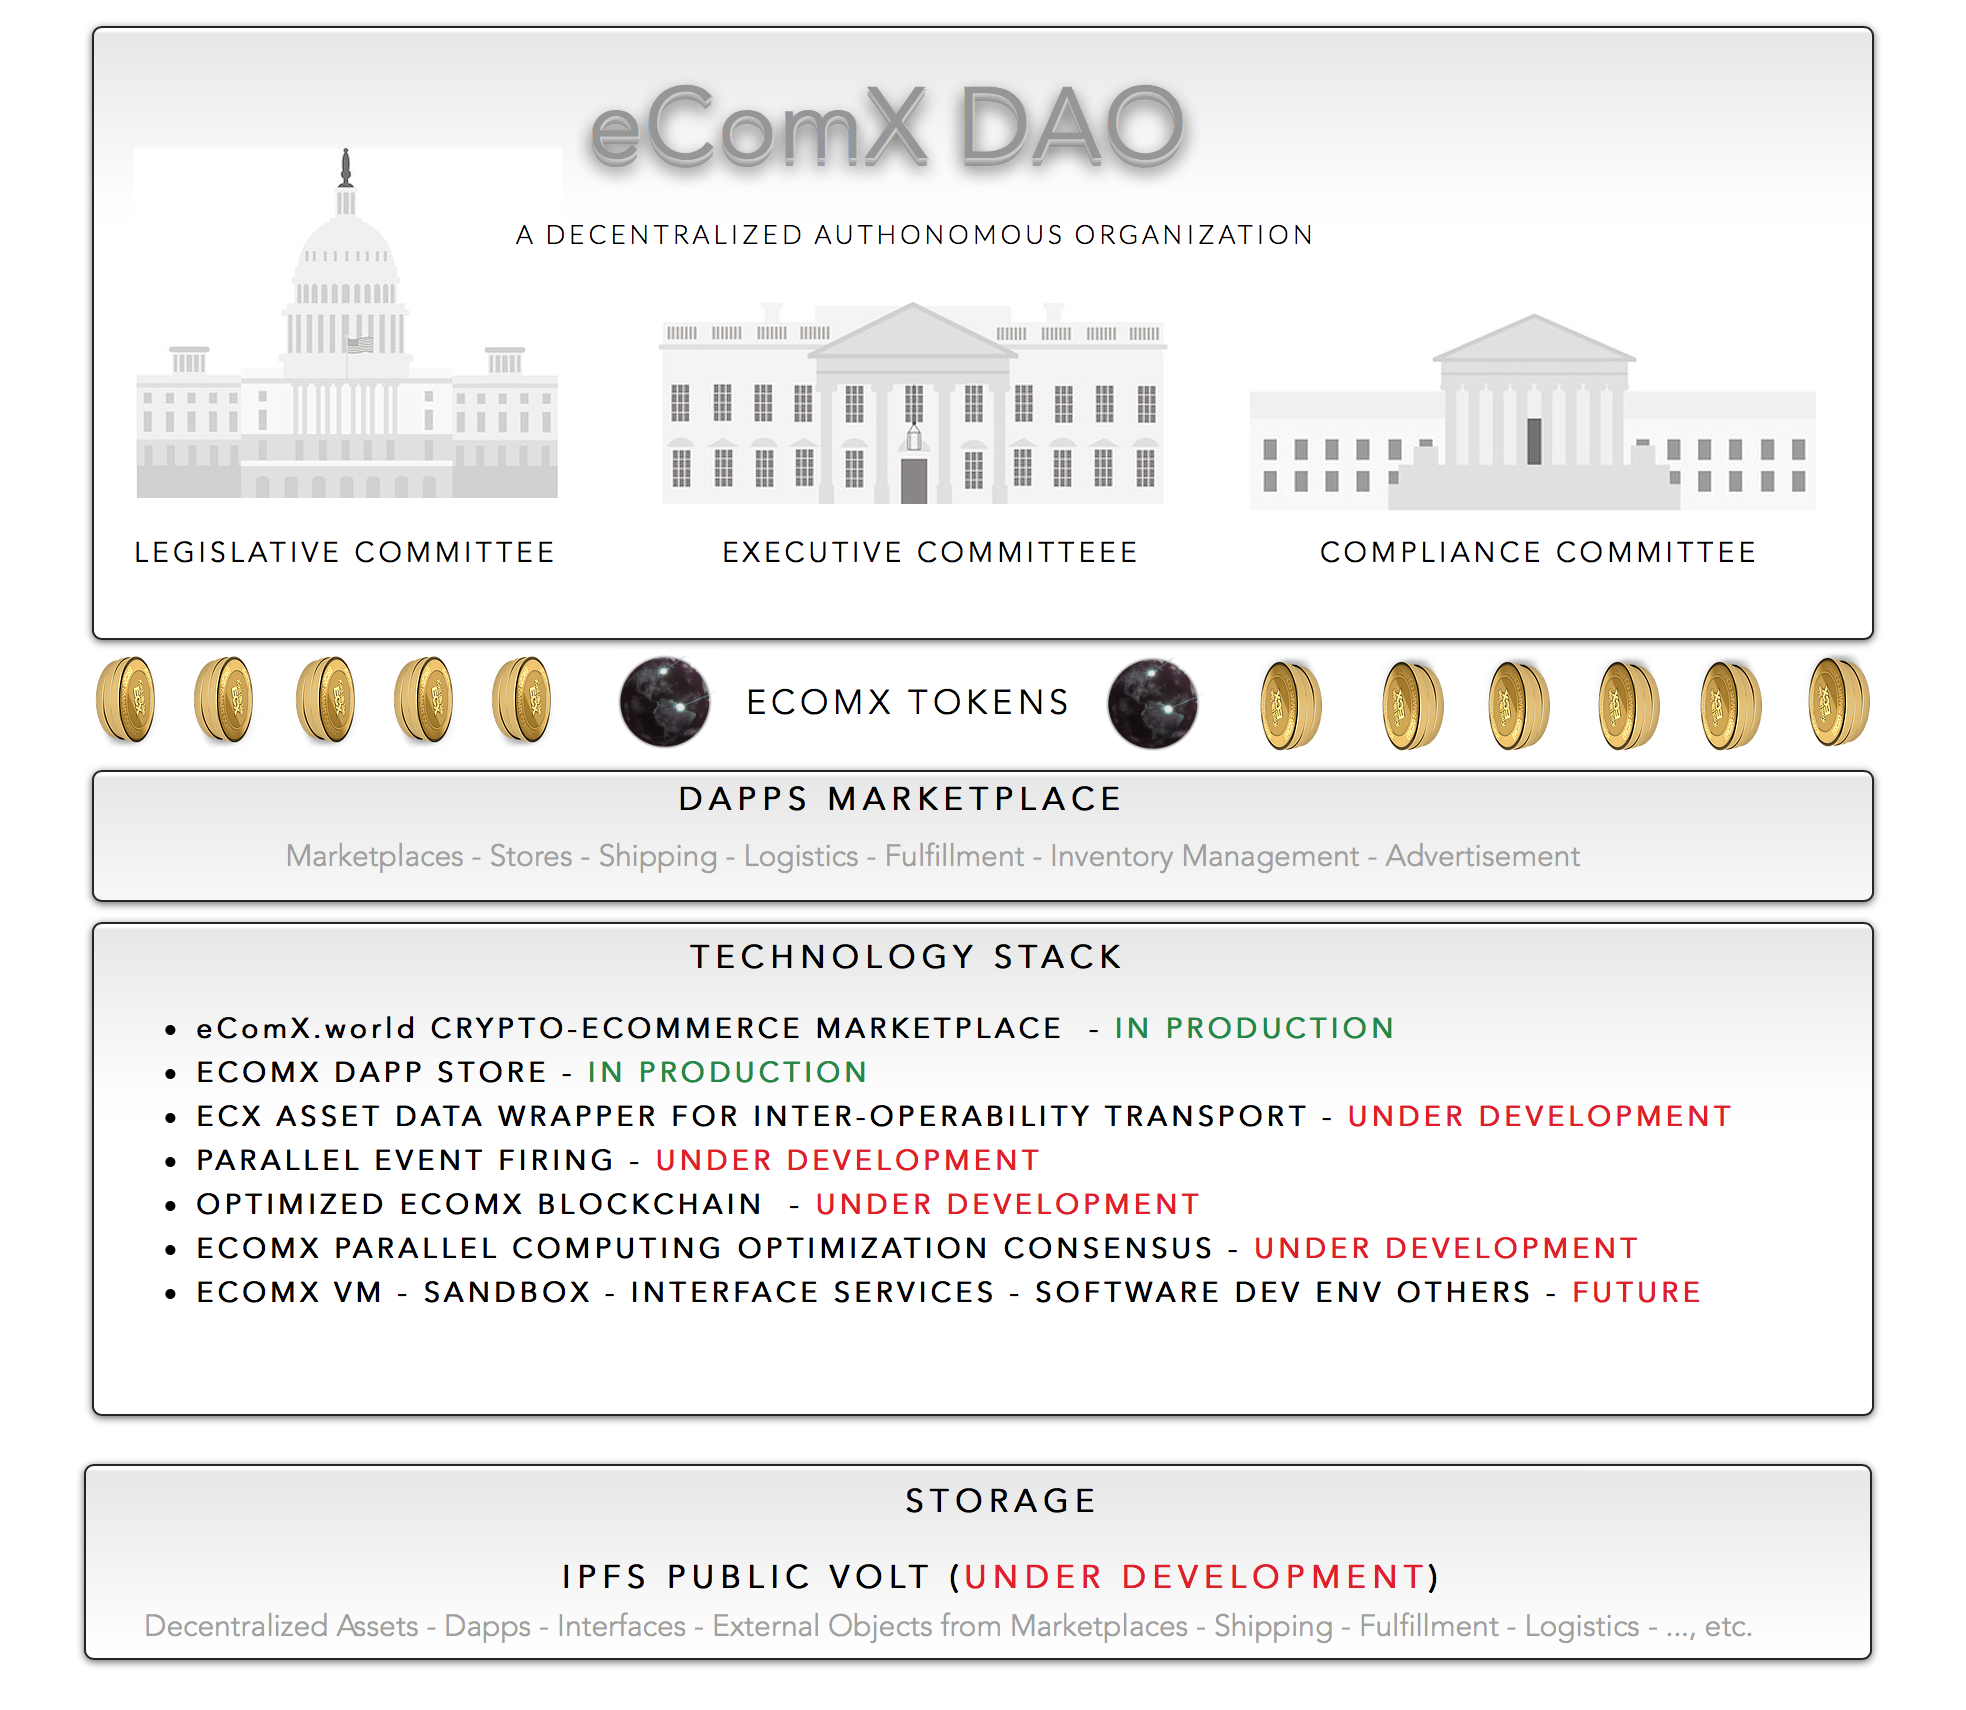 eComX DAO
A DECENTRALIZED AUTHONOMOUS ORGANIZATION
LEGISLATIVE COMMITTEE
EXECUTIVE COMMITTEEE
COMPLIANCE COMMITTEE
ECOMX TOKENS
DAPPS MARKETPLACE
Marketplaces - Stores - Shipping - Logistics - Fulfillment - Inventory Management - Advertisement
TECHNOLOGY STACK
• eComX.world CRYPTO-ECOMMERCE MARKETPLACE - IN PRODUCTION
• ECOMX DAPP STORE - IN PRODUCTION
• ECX ASSET DATA WRAPPER FOR INTER-OPERABILITY TRANSPORT - UNDER DEVELOPMENT
• PARALLEL EVENT FIRING - UNDER DEVELOPMENT
• OPTIMIZED ECOMX BLOCKCHAIN - UNDER DEVELOPMENT
• ECOMX PARALLEL COMPUTING OPTIMIZATION CONSENSUS - UNDER DEVELOPMENT
• ECOMX VM - SANDBOX - INTERFACE SERVICES - SOFTWARE DEV ENV OTHERS - FUTURE
STORAGE
IPFS PUBLIC VOLT (UNDER DEVELOPMENT)
Decentralized Assets - Dapps - Interfaces - External Objects from Marketplaces - Shipping - Fulfillment - Logistics - ..., etc.